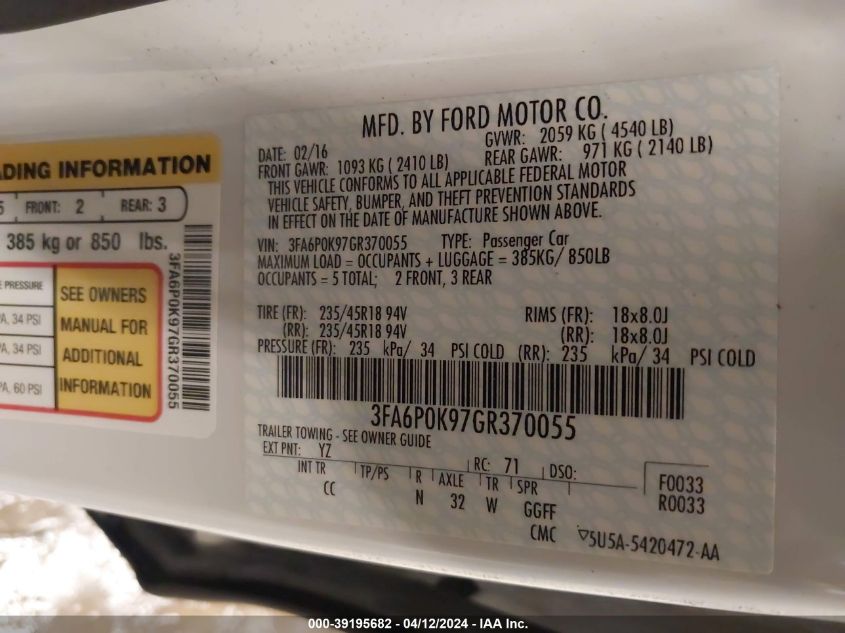 ADING INFORMATION
5 FRONT: 2 REAR: 3
385 kg or 850 lbs.
PRESSURE
PA, 34 PSI
PA, 34 PSI
PA, 60 PSI
SEE OWNERS
MANUAL FOR
ADDITIONAL
INFORMATION
3FA6P0K97GR370055
MFD. BY FORD MOTOR CO.
DATE: 02/16 GVWR: 2059 KG ( 4540 LB)
FRONT GAWR: 1093 KG ( 2410 LB) REAR GAWR: 971 KG ( 2140 LB)
THIS VEHICLE CONFORMS TO ALL APPLICABLE FEDERAL MOTOR
VEHICLE SAFETY, BUMPER, AND THEFT PREVENTION STANDARDS
IN EFFECT ON THE DATE OF MANUFACTURE SHOWN ABOVE.
VIN: 3FA6P0K97GR370055 TYPE: Passenger Car
MAXIMUM LOAD = OCCUPANTS + LUGGAGE = 385KG/ 850LB
OCCUPANTS = 5 TOTAL; 2 FRONT, 3 REAR
TIRE (FR): 235/45R18 94V RIMS (FR): 18x8.0J
(RR): 235/45R18 94V (RR): 18x8.0J
PRESSURE (FR): 235 kPa/ 34 PSI COLD (RR): 235 kPa/ 34 PSI COLD
3FA6P0K97GR370055
TRAILER TOWING - SEE OWNER GUIDE
EXT PNT: YZ RC: 71 DSO:
INT TR TP/PS R AXLE TR SPR
CC N 32 W GGFF
F0033
R0033
CMC ▽5U5A-5420472-AA
000-39195682 - 04/12/2024 - IAA Inc.